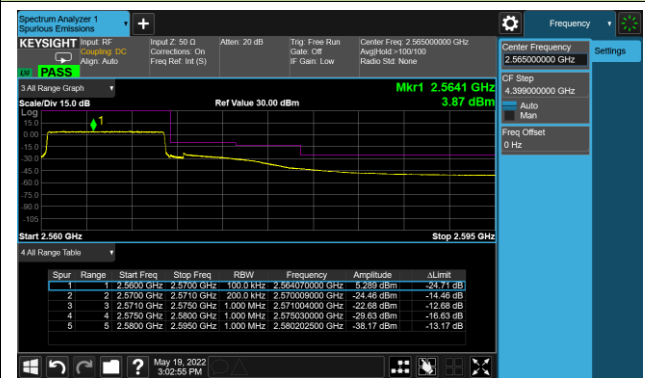 Spectrum Analyzer 1
Spurious Emissions
Frequency
KEYSIGHT
Input: RF
Coupling: DC
Align: Auto
Input Z: 50 Ω
Corrections: On
Freq Ref: Int (S)
Atten: 20 dB
Trig: Free Run
Gate: Off
IF Gain: Low
Center Freq: 2.565000000 GHz
Avg|Hold:>100/100
Radio Std: None
PASS
Center Frequency
2.565000000 GHz
Settings
CF Step
4.399000000 GHz
Auto
Man
Freq Offset
0 Hz
3 All Range Graph
Mkr1 2.5641 GHz
Scale/Div 15.0 dB
Ref Value 30.00 dBm
3.87 dBm
Log
1
15.0
0.00
-15.0
-30.0
-45.0
-60.0
-75.0
-90.0
-105
Start 2.560 GHz
Stop 2.595 GHz
4 All Range Table
Spur Range Start Freq Stop Freq RBW Frequency Amplitude ΔLimit
1 1 2.5600 GHz 2.5700 GHz 100.0 kHz 2.564070000 GHz 5.289 dBm -24.71 dB
2 2 2.5700 GHz 2.5710 GHz 200.0 kHz 2.570009000 GHz -24.46 dBm -14.46 dB
3 3 2.5710 GHz 2.5750 GHz 1.000 MHz 2.571004000 GHz -22.68 dBm -12.68 dB
4 4 2.5750 GHz 2.5800 GHz 1.000 MHz 2.575030000 GHz -29.63 dBm -16.63 dB
5 5 2.5800 GHz 2.5950 GHz 1.000 MHz 2.580202500 GHz -38.17 dBm -13.17 dB
?
May 19, 2022
3:02:55 PM